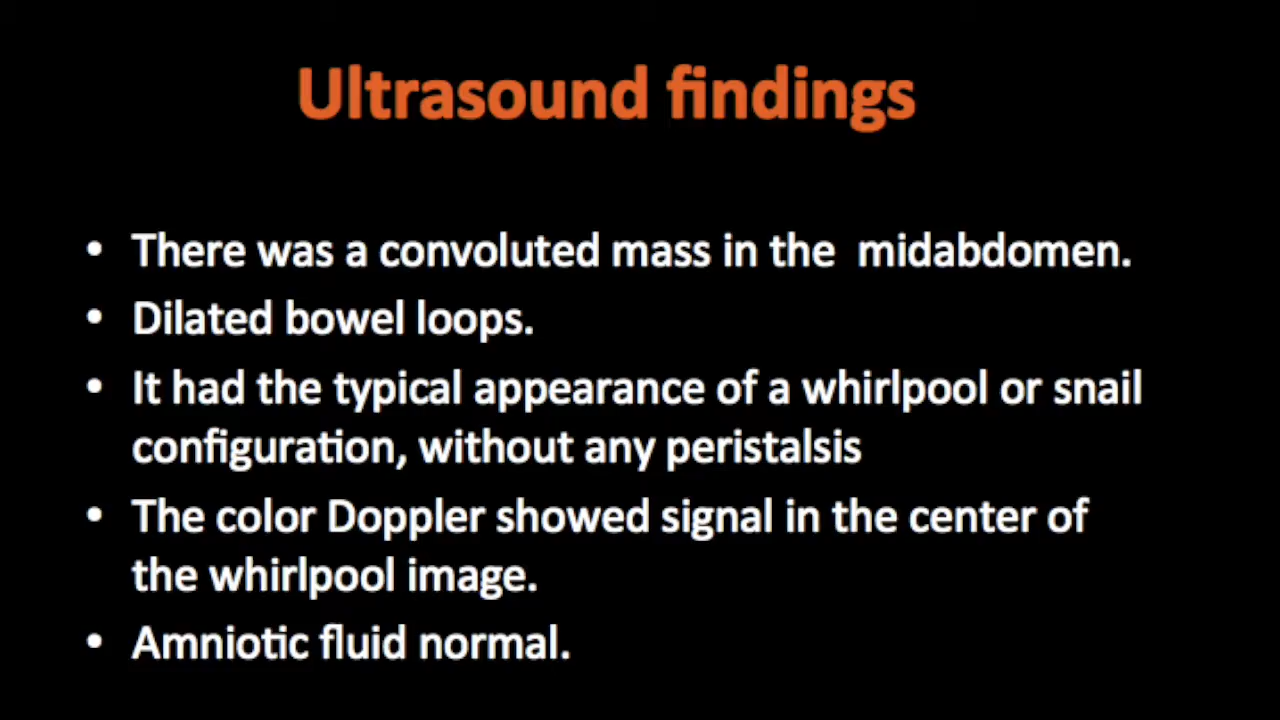 Ultrasound findings
• There was a convoluted mass in the  midabdomen.
• Dilated bowel loops.
• It had the typical appearance of a whirlpool or snail
configuration, without any peristalsis
• The color Doppler showed signal in the center of
the whirlpool image.
• Amniotic fluid normal.